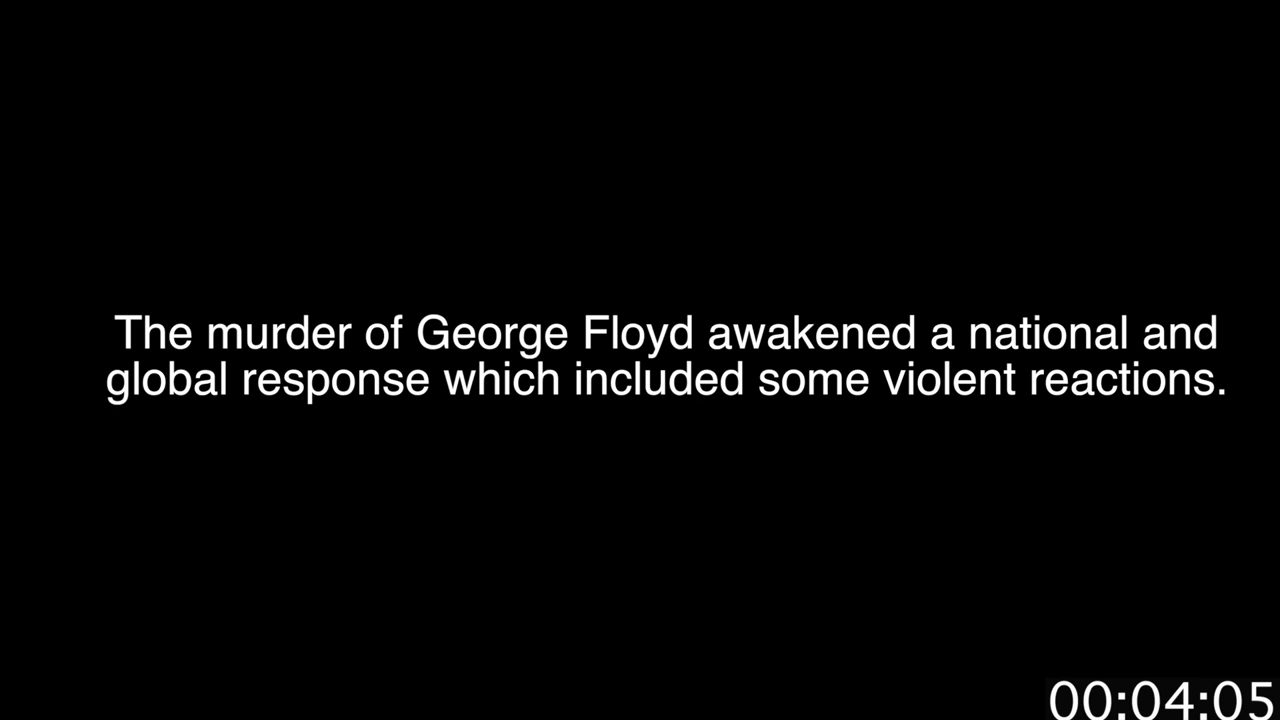 The murder of George Floyd awakened a national and
global response which included some violent reactions.
00:04:05